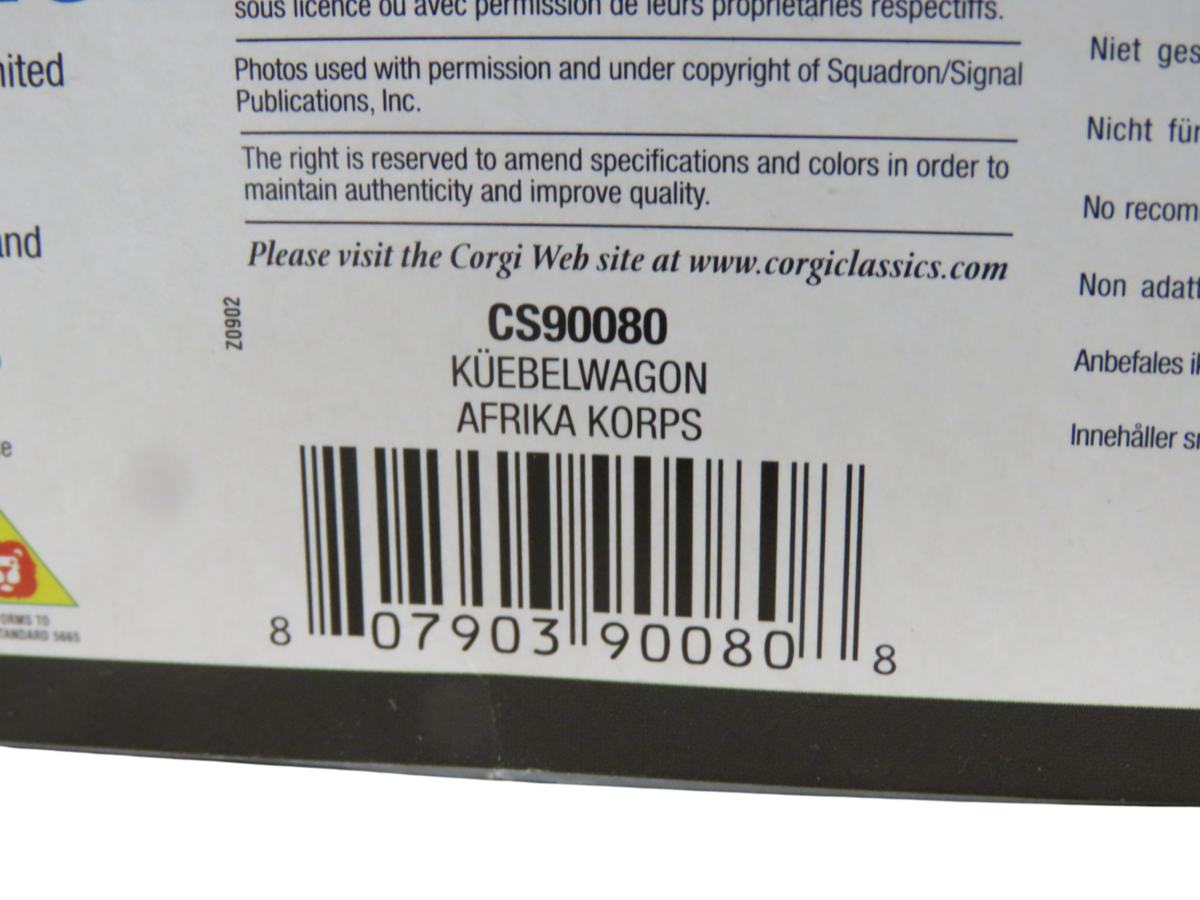 sous licence ou avec permission de leurs propriétaires respectifs.
Photos used with permission and under copyright of Squadron/Signal
Publications, Inc.
The right is reserved to amend specifications and colors in order to
maintain authenticity and improve quality.
Please visit the Corgi Web site at www.corgiclassics.com
Z0902
CS90080
KÜEBELWAGON
AFRIKA KORPS
8 07903 90080 8
Niet
Nicht für
No
Non
Anbefales
Innehåller
TANDARD 5665